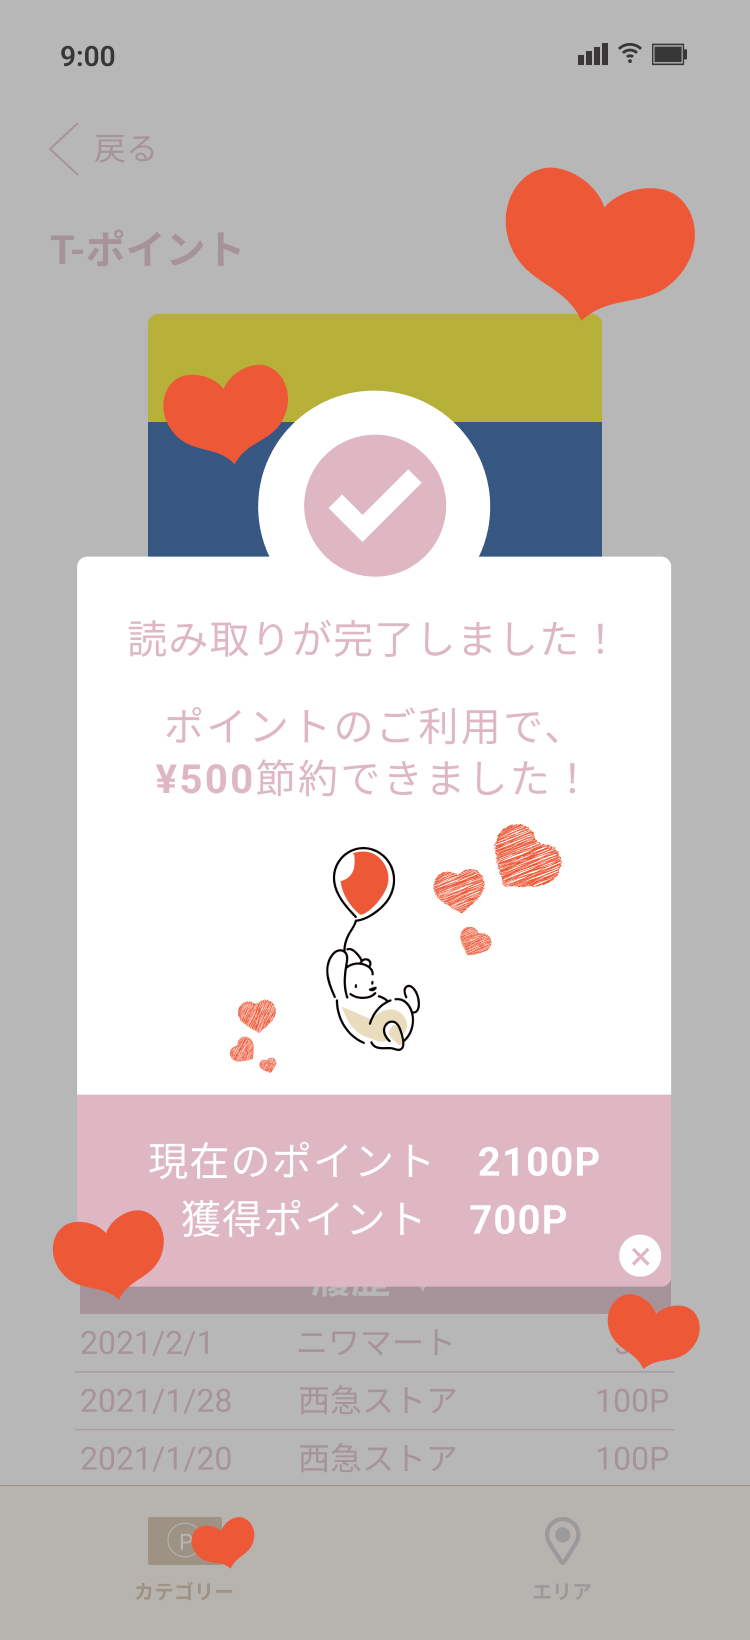 9:00
戻る
T-ポイント
読み取りが完了しました！
ポイントのご利用で、
¥500節約できました！
現在のポイント 2100P
獲得ポイント 700P
履歴
2021/2/1 ニワマート
2021/1/28 西急ストア 100P
2021/1/20 西急ストア 100P
P
カテゴリー エリア